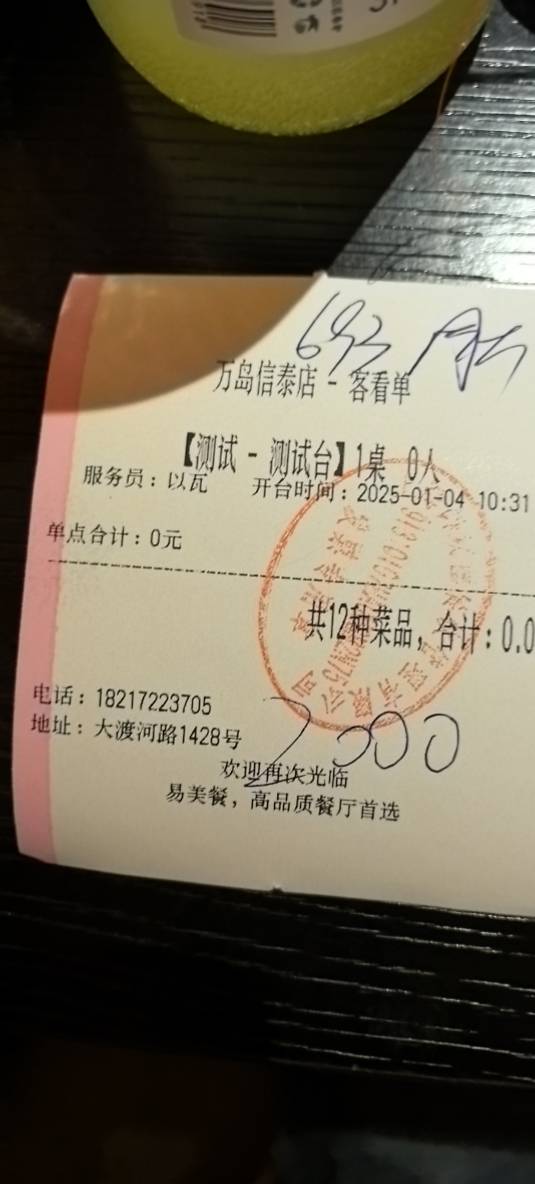 693
万岛信泰店 - 客看单
【测试 - 测试台】1桌 0人
服务员：以瓦 开台时间：2025-01-04 10:31
单点合计：0元
共12种菜品，合计：0.0
电话：18217223705
地址：大渡河路1428号
2000
欢迎再次光临
易美餐，高品质餐厅首选